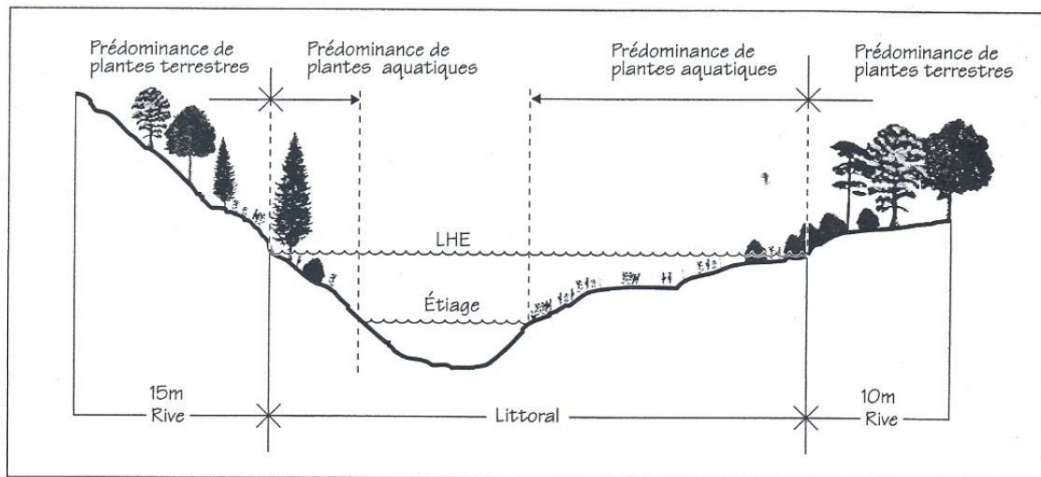 Prédominance de
plantes terrestres
Prédominance de
plantes aquatiques
Prédominance de
plantes aquatiques
Prédominance de
plantes terrestres
LHE
Étiage
15m
Rive
Littoral
10m
Rive